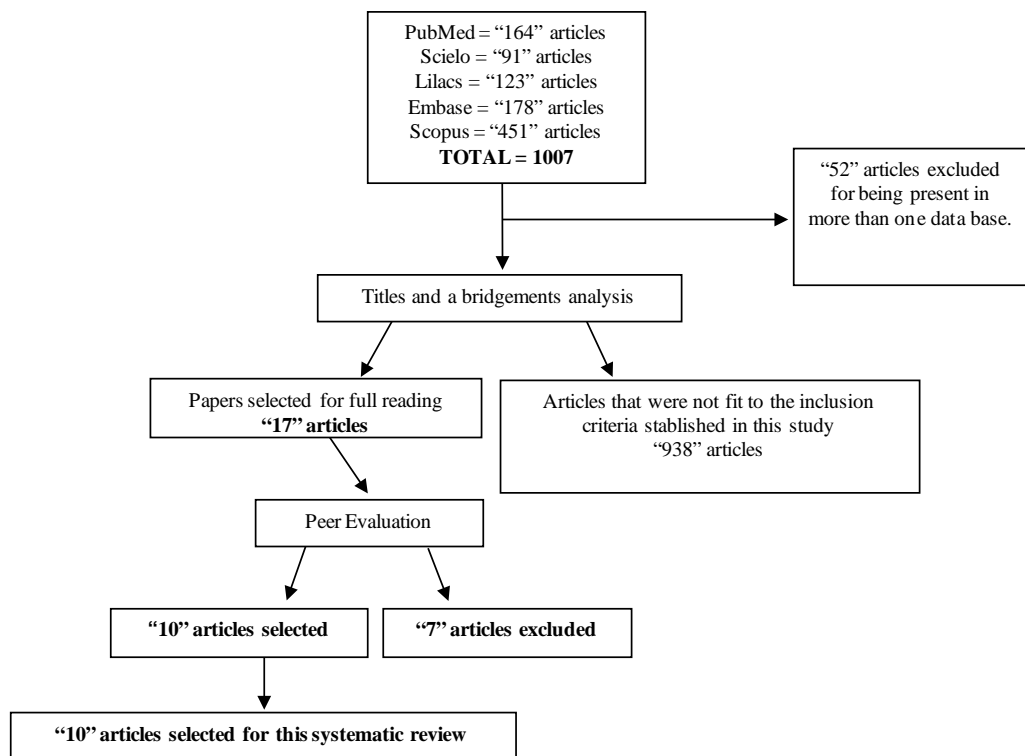 PubMed = “164” articles
Scielo = “91” articles
Lilacs = “123” articles
Embase = “178” articles
Scopus = “451” articles
TOTAL = 1007
“52” articles excluded
for being present in
more than one data base.
Titles and a bridgements analysis
Papers selected for full reading
“17” articles
Articles that were not fit to the inclusion
criteria stablished in this study
“938” articles
Peer Evaluation
“10” articles selected
“7” articles excluded
“10” articles selected for this systematic review